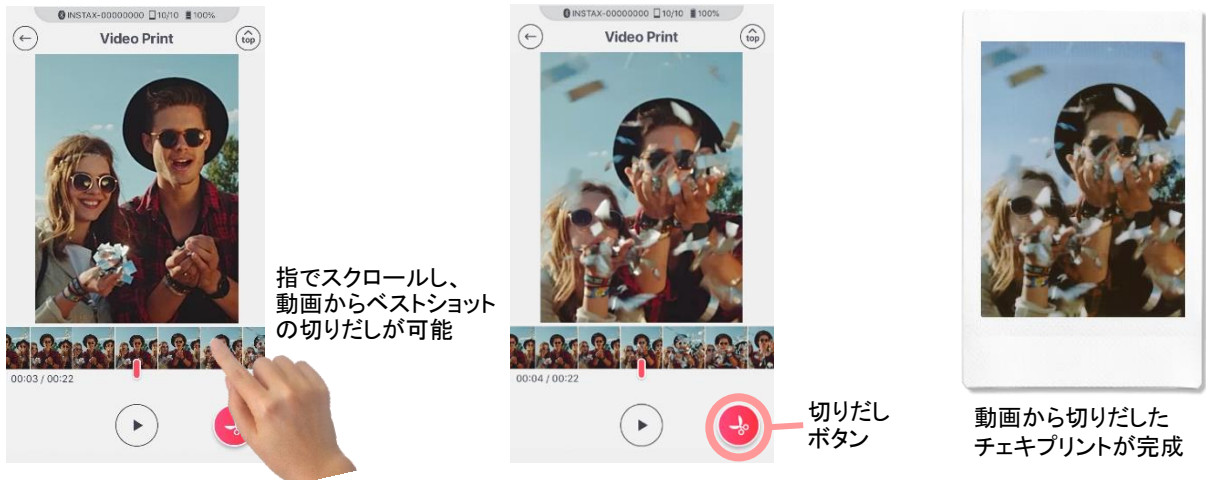 INSTAX-00000000 10/10 100%
Video Print
top
00:03 / 00:22
指でスクロールし、
動画からベストショット
の切りだしが可能
INSTAX-00000000 10/10 100%
Video Print
top
00:04 / 00:22
切りだし
ボタン
動画から切りだした
チェキプリントが完成